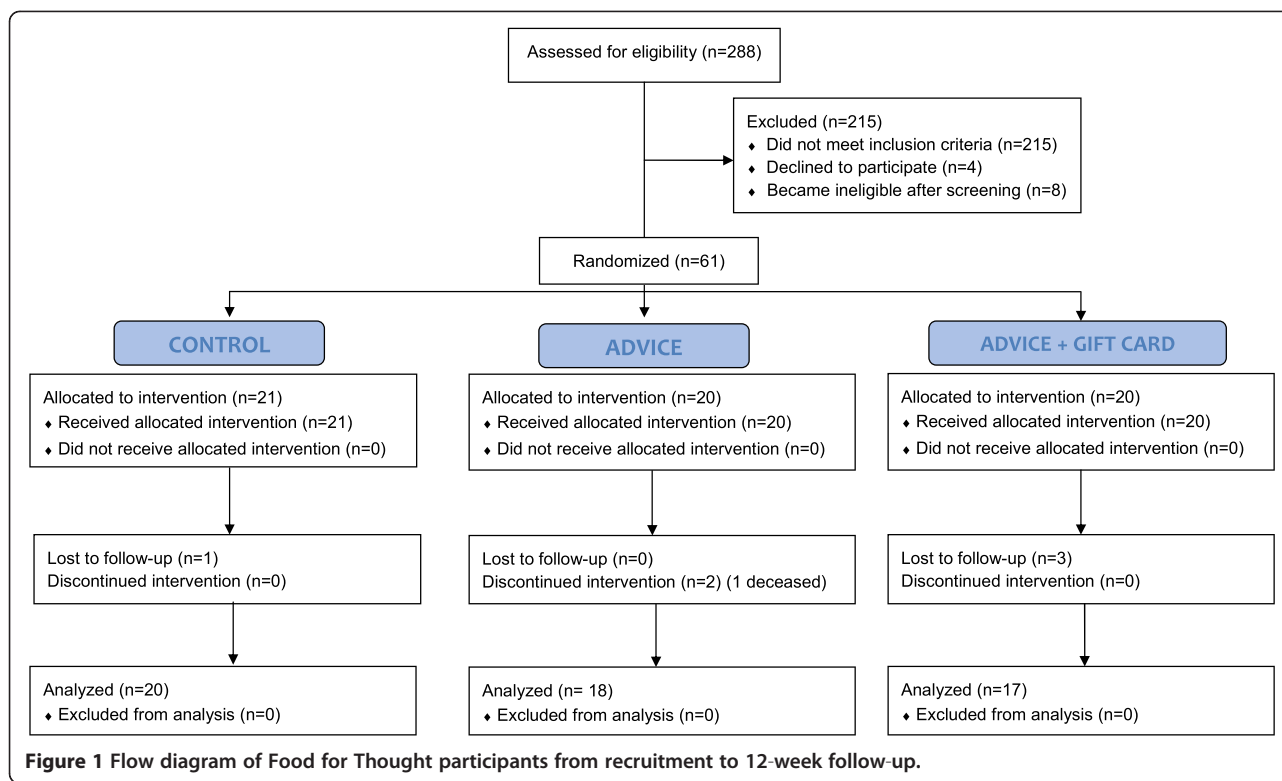 Assessed for eligibility (n=288)
Excluded (n=215)
♦ Did not meet inclusion criteria (n=215)
♦ Declined to participate (n=4)
♦ Became ineligible after screening (n=8)
Randomized (n=61)
CONTROL
ADVICE
ADVICE + GIFT CARD
Allocated to intervention (n=21)
♦ Received allocated intervention (n=21)
♦ Did not receive allocated intervention (n=0)
Allocated to intervention (n=20)
♦ Received allocated intervention (n=20)
♦ Did not receive allocated intervention (n=0)
Allocated to intervention (n=20)
♦ Received allocated intervention (n=20)
♦ Did not receive allocated intervention (n=0)
Lost to follow-up (n=1)
Discontinued intervention (n=0)
Lost to follow-up (n=0)
Discontinued intervention (n=2) (1 deceased)
Lost to follow-up (n=3)
Discontinued intervention (n=0)
Analyzed (n=20)
♦ Excluded from analysis (n=0)
Analyzed (n= 18)
♦ Excluded from analysis (n=0)
Analyzed (n=17)
♦ Excluded from analysis (n=0)
Figure 1 Flow diagram of Food for Thought participants from recruitment to 12-week follow-up.